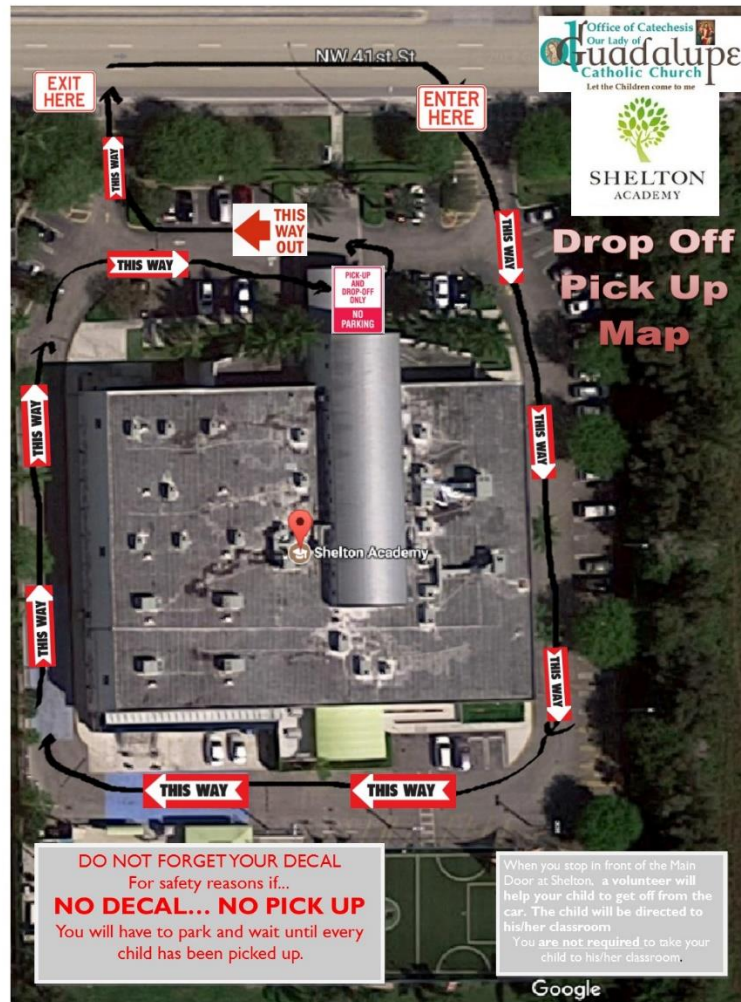 NW 41st St
Office of Catechesis
Our Lady of
Guadalupe
Catholic Church
Let the Children come to me
EXIT
HERE
ENTER
HERE
SHELTON
ACADEMY
THIS WAY
THIS
WAY
OUT
THIS WAY
THIS WAY
Drop Off
Pick Up
Map
PICK-UP
AND
DROP-OFF
ONLY
NO
PARKING
THIS WAY
THIS WAY
Shelton Academy
THIS WAY
THIS WAY
THIS WAY
THIS WAY
DO NOT FORGET YOUR DECAL
For safety reasons if...
NO DECAL... NO PICK UP
You will have to park and wait until every
child has been picked up.
When you stop in front of the Main
Door at Shelton, a volunteer will
help your child to get off from the
car. The child will be directed to
his/her classroom
You are not required to take your
child to his/her classroom.
Google